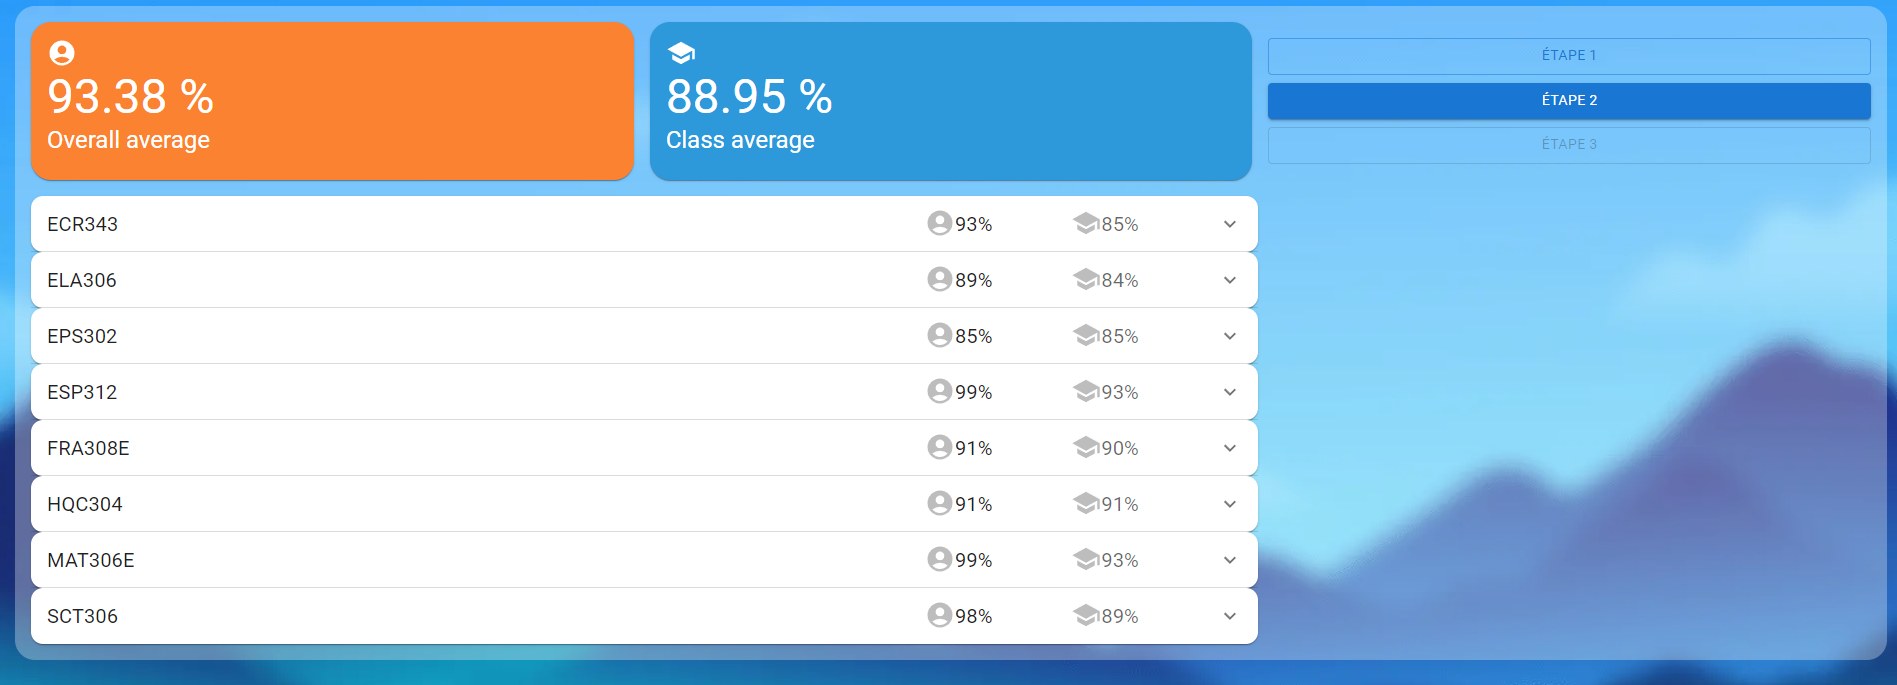 93.38 %
Overall average
88.95 %
Class average
ÉTAPE 1
ÉTAPE 2
ÉTAPE 3
ECR343 93% 85%
ELA306 89% 84%
EPS302 85% 85%
ESP312 99% 93%
FRA308E 91% 90%
HQC304 91% 91%
MAT306E 99% 93%
SCT306 98% 89%